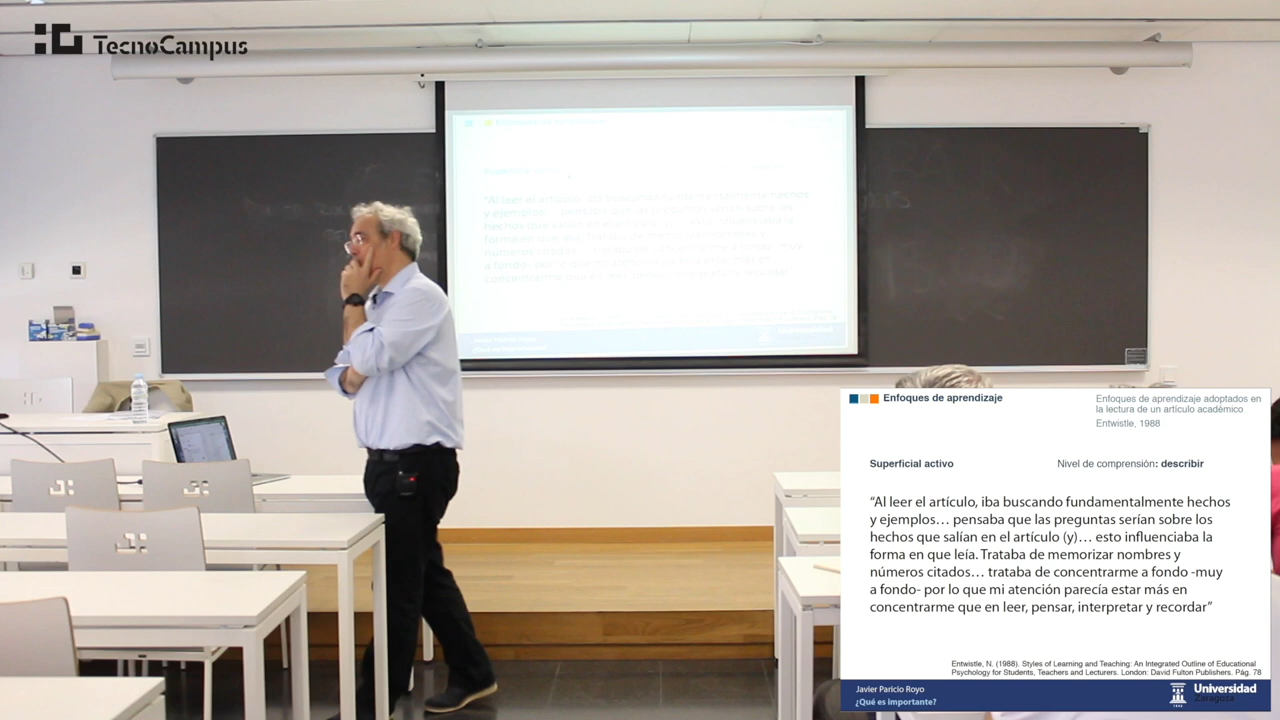 TecnoCampus
Enfoques de aprendizaje
Enfoques de aprendizaje adoptados en
la lectura de un artículo académico
Entwistle, 1988
Superficial activo
Nivel de comprensión: describir
“Al leer el artículo, iba buscando fundamentalmente hechos
y ejemplos… pensaba que las preguntas serían sobre los
hechos que salían en el artículo (y)… esto influenciaba la
forma en que leía. Trataba de memorizar nombres y
números citados… trataba de concentrarme a fondo -muy
a fondo- por lo que mi atención parecía estar más en
concentrarme que en leer, pensar, interpretar y recordar”
Entwistle, N. (1988). Styles of Learning and Teaching: An Integrated Outline of Educational
Psychology for Students, Teachers and Lecturers. London: David Fulton Publishers. Pág. 78
Javier Paricio Royo
¿Qué es importante?
Universidad
Zaragoza